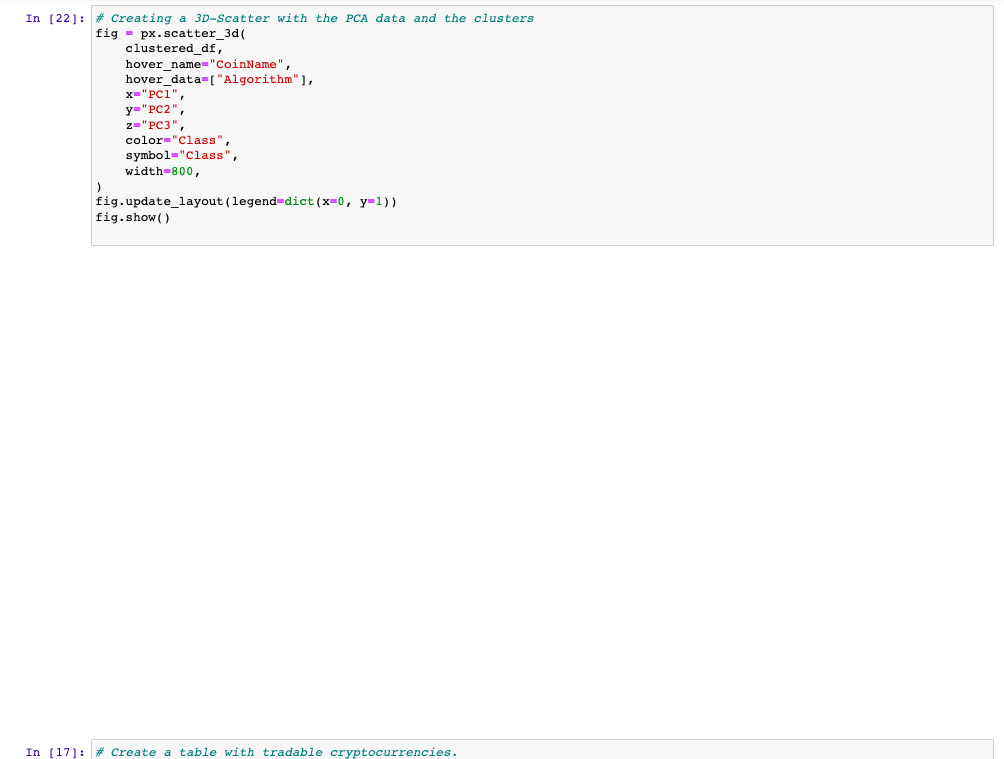 In [22]: # Creating a 3D-Scatter with the PCA data and the clusters
fig = px.scatter_3d(
    clustered_df,
    hover_name="CoinName",
    hover_data=["Algorithm"],
    x="PC1",
    y="PC2",
    z="PC3",
    color="Class",
    symbol="Class",
    width=800,
)
fig.update_layout(legend=dict(x=0, y=1))
fig.show()
In [17]: # Create a table with tradable cryptocurrencies.